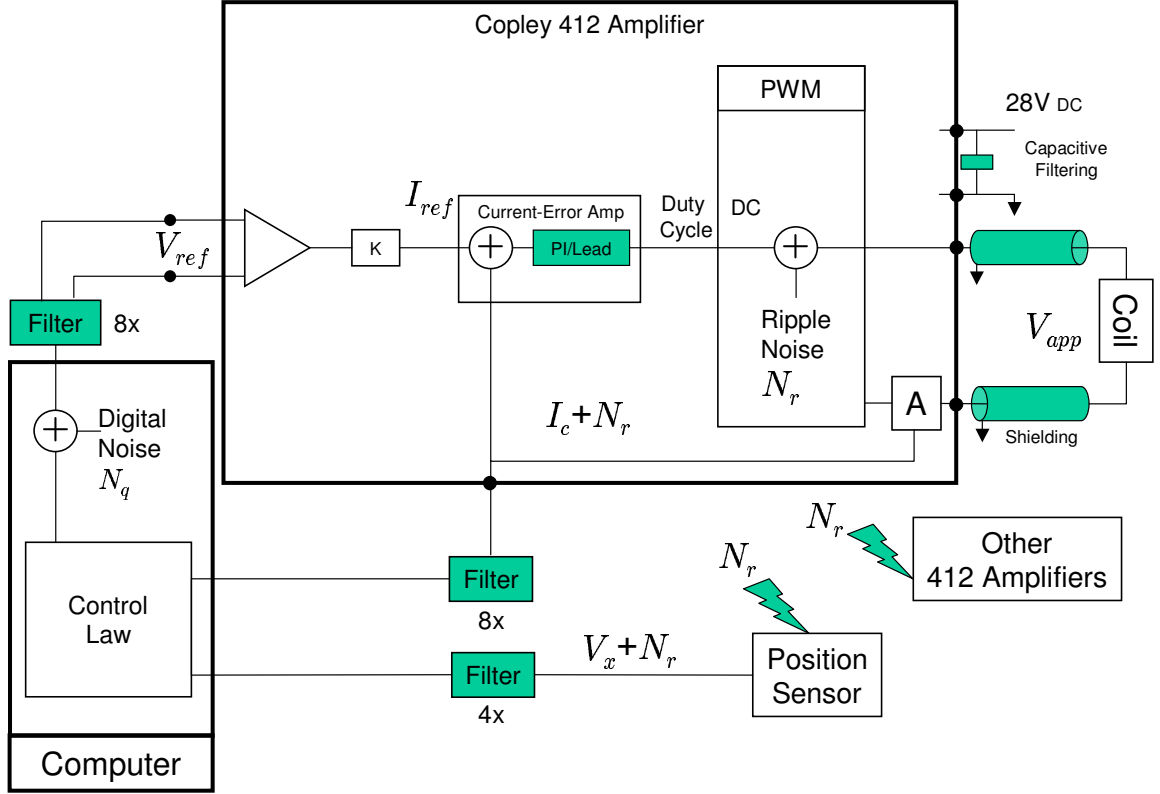 Copley 412 Amplifier
PWM
28V DC
Capacitive
Filtering
I_ref
Current-Error Amp
Duty
Cycle
DC
V_ref
K
PI/Lead
Filter
8x
Ripple
Noise
N_r
V_app
Coil
Digital
Noise
N_q
I_c+N_r
A
Shielding
N_r
Other
412 Amplifiers
N_r
Filter
8x
Control
Law
V_x+N_r
Filter
4x
Position
Sensor
Computer